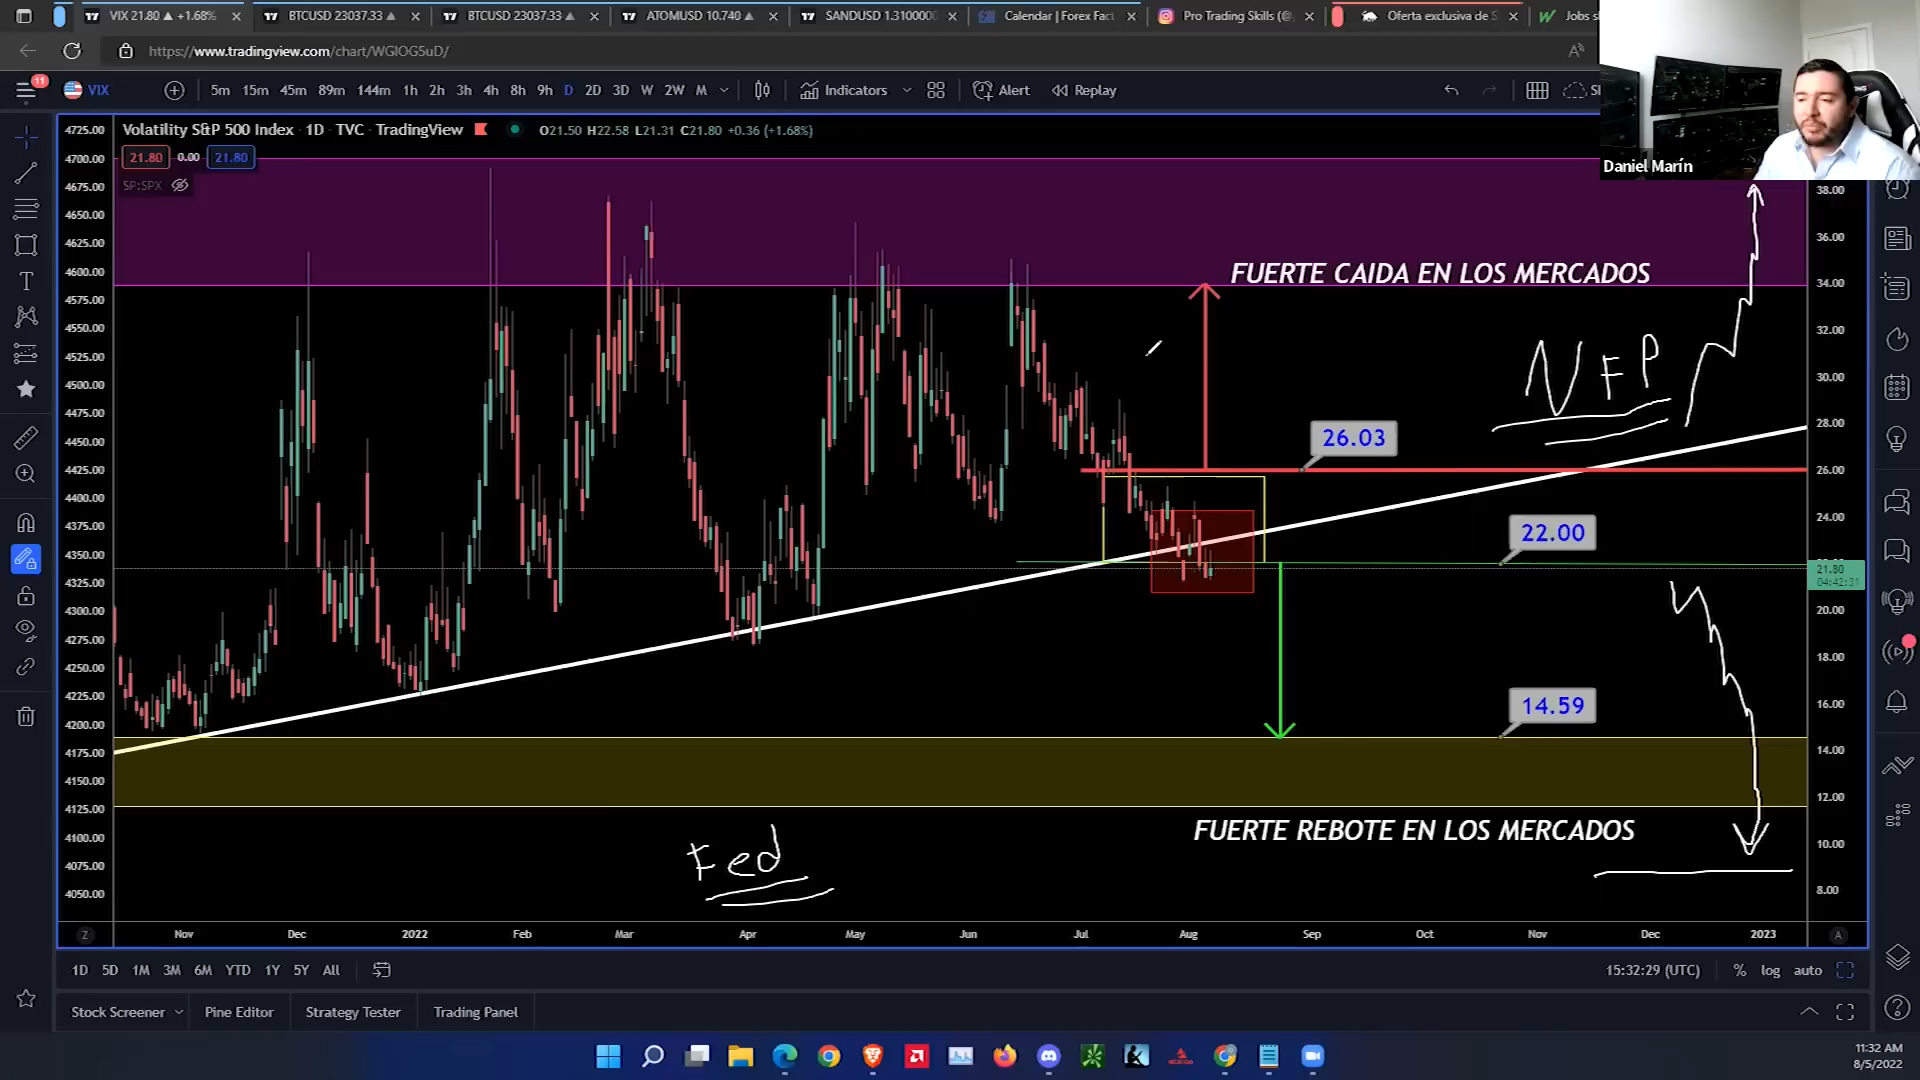 VIX 21.80 ▲ +1.68%
BTCUSD 23037.33 ▲
BTCUSD 23037.33 ▲
ATOMUSD 10.740 ▲
SANDUSD 1.3100000
Calendar | Forex Fact
Pro Trading Skills (@
Oferta exclusiva de S
Jobs s
https://www.tradingview.com/chart/WGIOG5uD/
11
VIX
5m 15m 45m 89m 144m 1h 2h 3h 4h 8h 9h D 2D 3D W 2W M
Indicators
Alert
Replay
Volatility S&P 500 Index · 1D · TVC · TradingView
O21.50 H22.58 L21.31 C21.80 +0.36 (+1.68%)
21.80 0.00 21.80
SP:SPX
Daniel Marín
4725.00
4700.00
4675.00
4650.00
4625.00
4600.00
4575.00
4550.00
4525.00
4500.00
4475.00
4450.00
4425.00
4400.00
4375.00
4350.00
4325.00
4300.00
4275.00
4250.00
4225.00
4200.00
4175.00
4150.00
4125.00
4100.00
4075.00
4050.00
FUERTE CAIDA EN LOS MERCADOS
NFP
26.03
22.00
14.59
FUERTE REBOTE EN LOS MERCADOS
Fed
38.00
36.00
34.00
32.00
30.00
28.00
26.00
24.00
21.80
04:42:31
20.00
18.00
16.00
14.00
12.00
10.00
8.00
Z
Nov Dec 2022 Feb Mar Apr May Jun Jul Aug Sep Oct Nov Dec 2023
A
1D 5D 1M 3M 6M YTD 1Y 5Y All
15:32:29 (UTC)
% log auto
Stock Screener
Pine Editor
Strategy Tester
Trading Panel
11:32 AM
8/5/2022